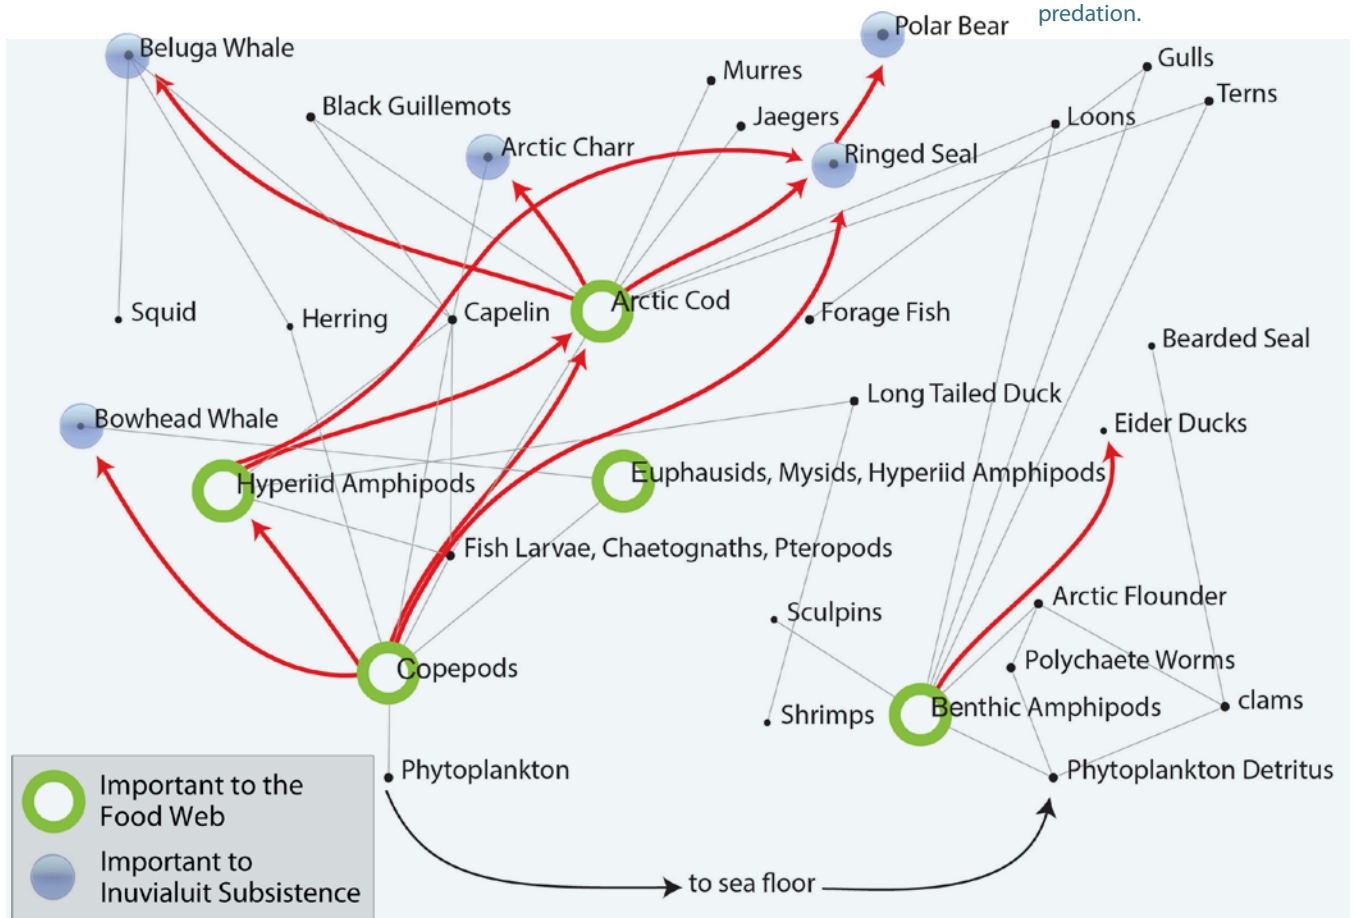 predation.
Polar Bear
Beluga Whale
Gulls
Murres
Terns
Black Guillemots
Jaegers
Loons
Arctic Charr
Ringed Seal
Squid
Herring
Capelin
Arctic Cod
Forage Fish
Bearded Seal
Long Tailed Duck
Bowhead Whale
Eider Ducks
Hyperiid Amphipods
Euphausids, Mysids, Hyperiid Amphipods
Fish Larvae, Chaetognaths, Pteropods
Sculpins
Arctic Flounder
Copepods
Polychaete Worms
Shrimps
Benthic Amphipods
clams
Phytoplankton
Phytoplankton Detritus
Important to the
Food Web
Important to
Inuvialuit Subsistence
to sea floor